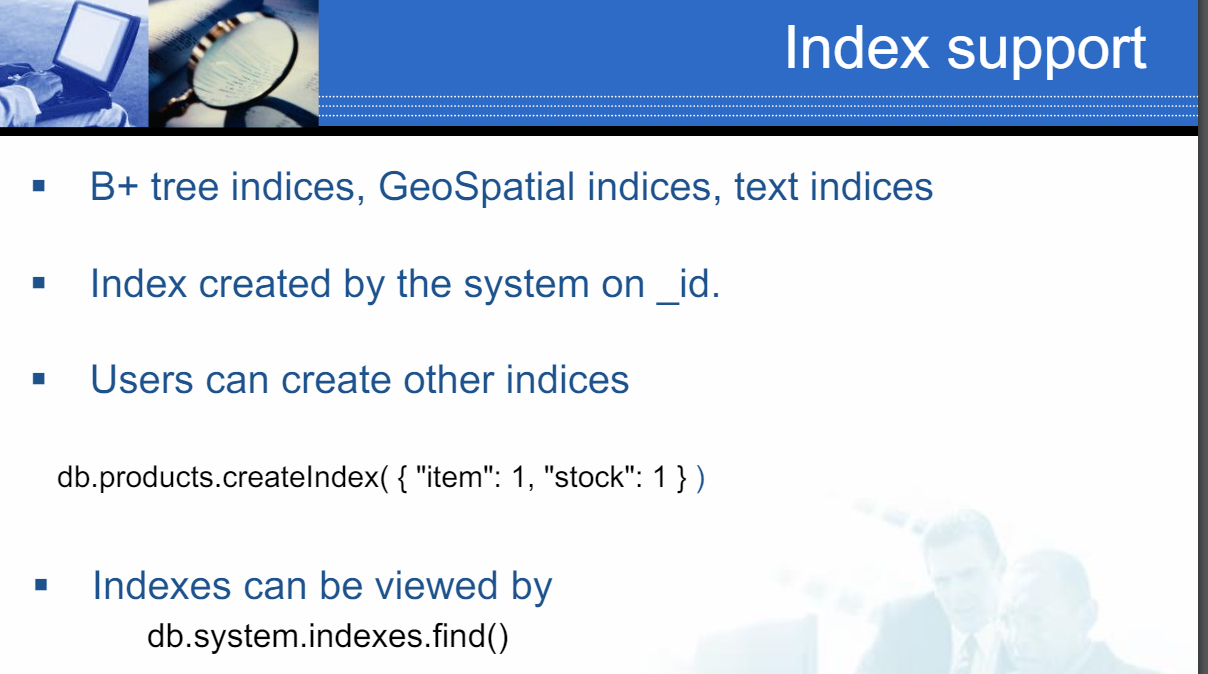 Index support
▪ B+ tree indices, GeoSpatial indices, text indices
▪ Index created by the system on _id.
▪ Users can create other indices
db.products.createIndex( { "item": 1, "stock": 1 } )
▪ Indexes can be viewed by
db.system.indexes.find()